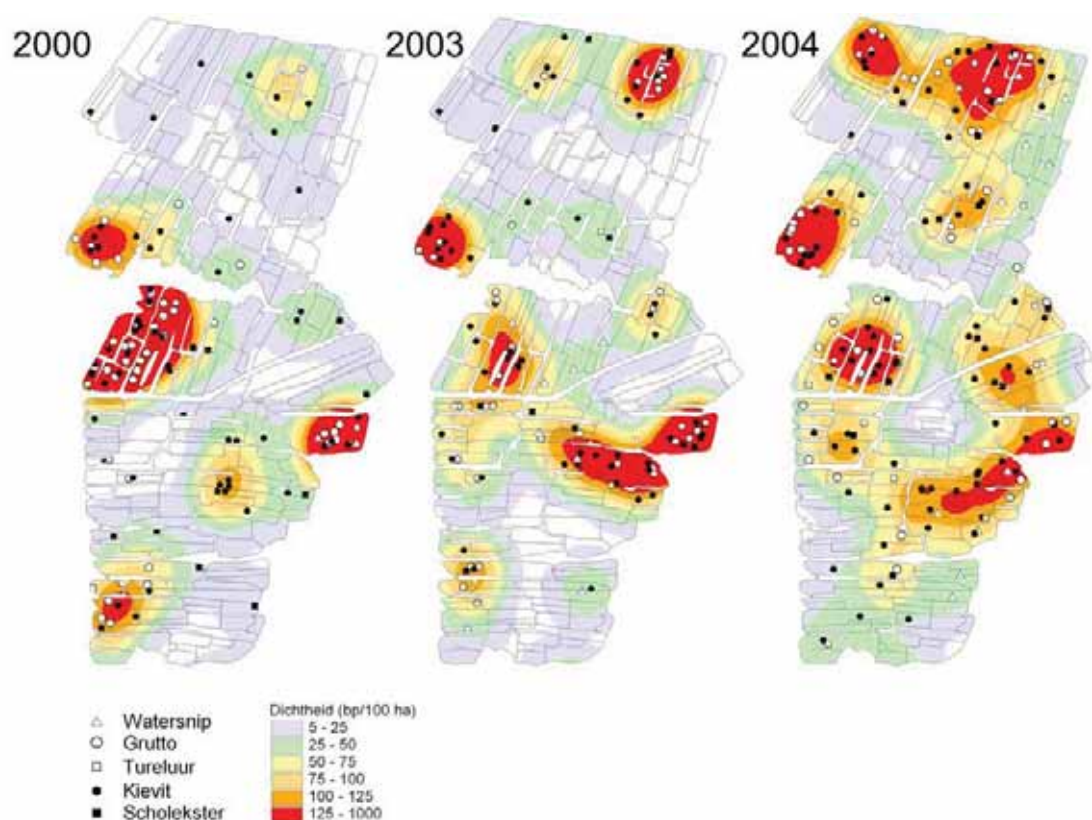 2000
2003
2004
Watersnip
Grutto
Tureluur
Kievit
Scholekster
Dichtheid (bp/100 ha)
5 - 25
25 - 50
50 - 75
75 - 100
100 - 125
125 - 1000